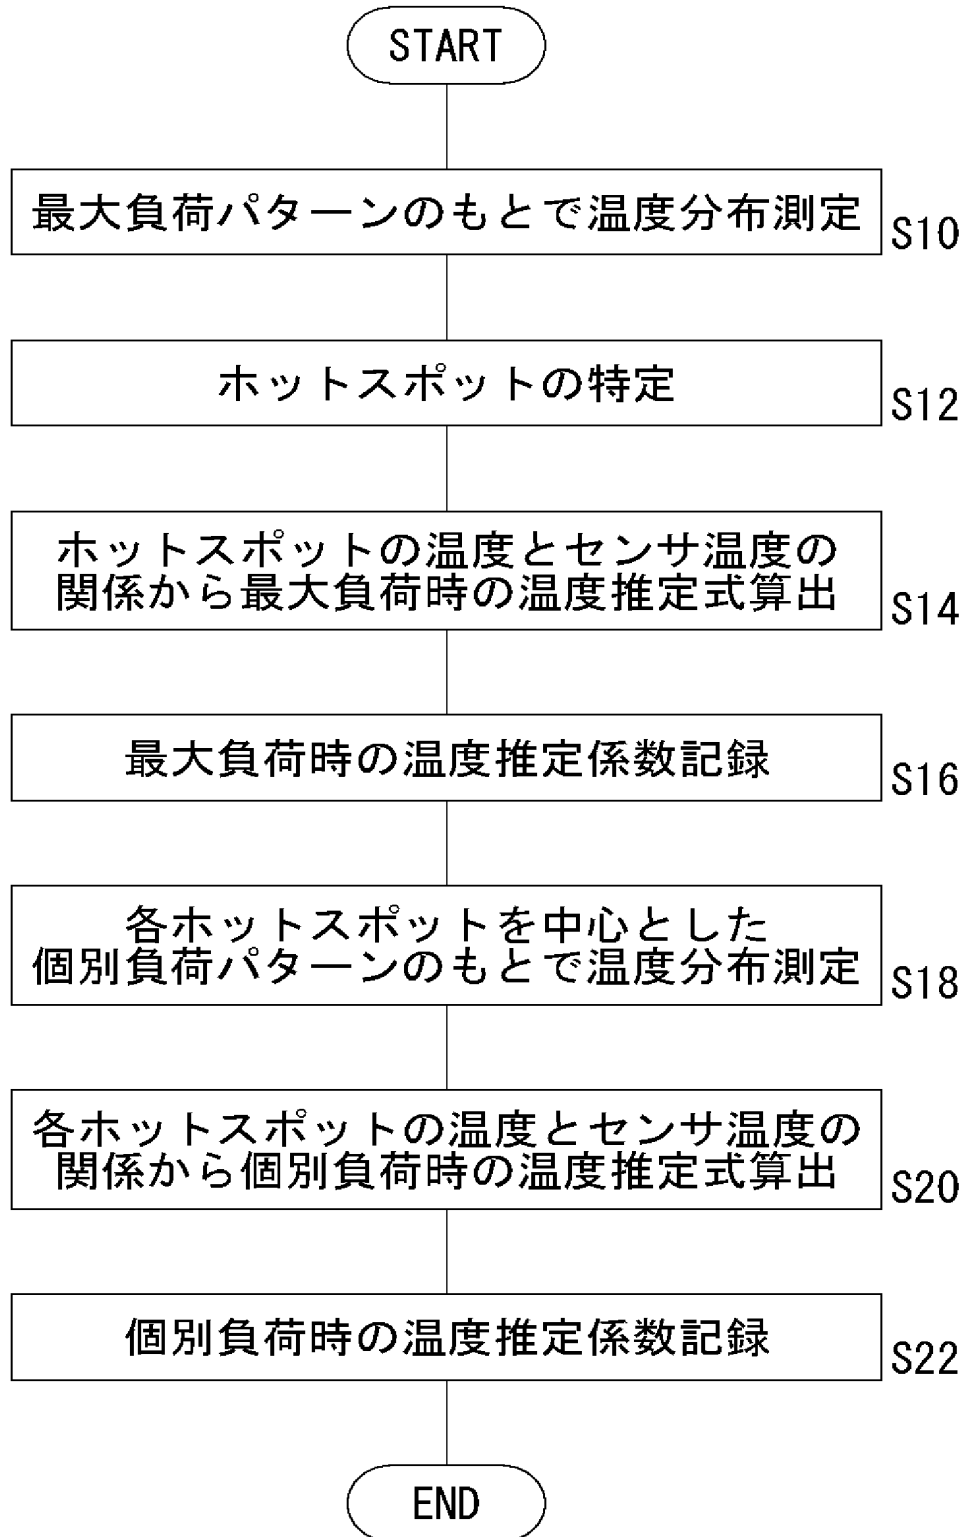 START
最大負荷パターンのもとで温度分布測定
S10
ホットスポットの特定
S12
ホットスポットの温度とセンサ温度の
関係から最大負荷時の温度推定式算出
S14
最大負荷時の温度推定係数記録
S16
各ホットスポットを中心とした
個別負荷パターンのもとで温度分布測定
S18
各ホットスポットの温度とセンサ温度の
関係から個別負荷時の温度推定式算出
S20
個別負荷時の温度推定係数記録
S22
END